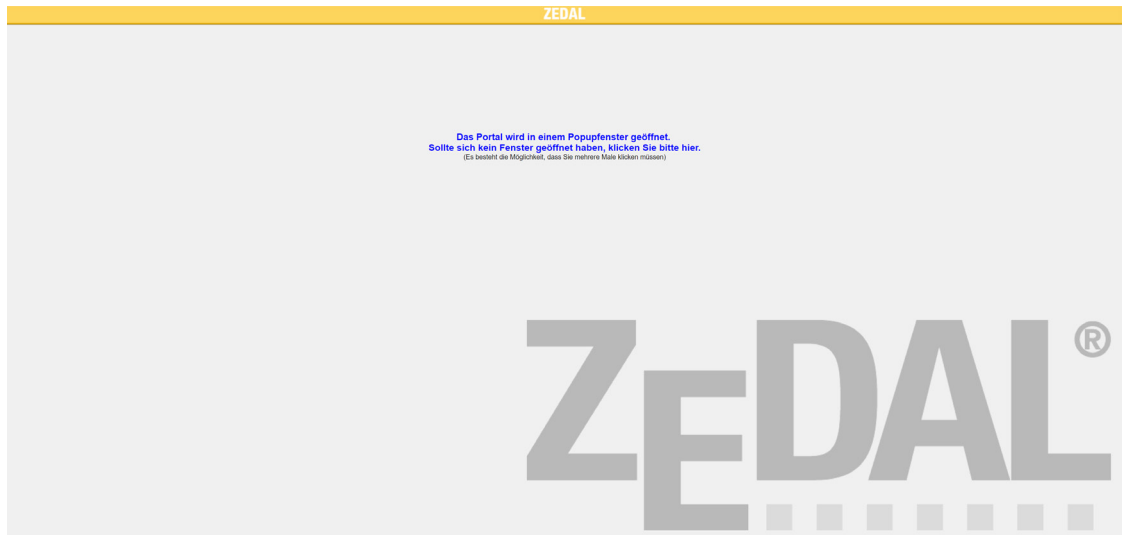 ZEDAL
Das Portal wird in einem Popupfenster geöffnet.
Sollte sich kein Fenster geöffnet haben, klicken Sie bitte hier.
(Es besteht die Möglichkeit, dass Sie mehrere Male klicken müssen)
ZEDAL®